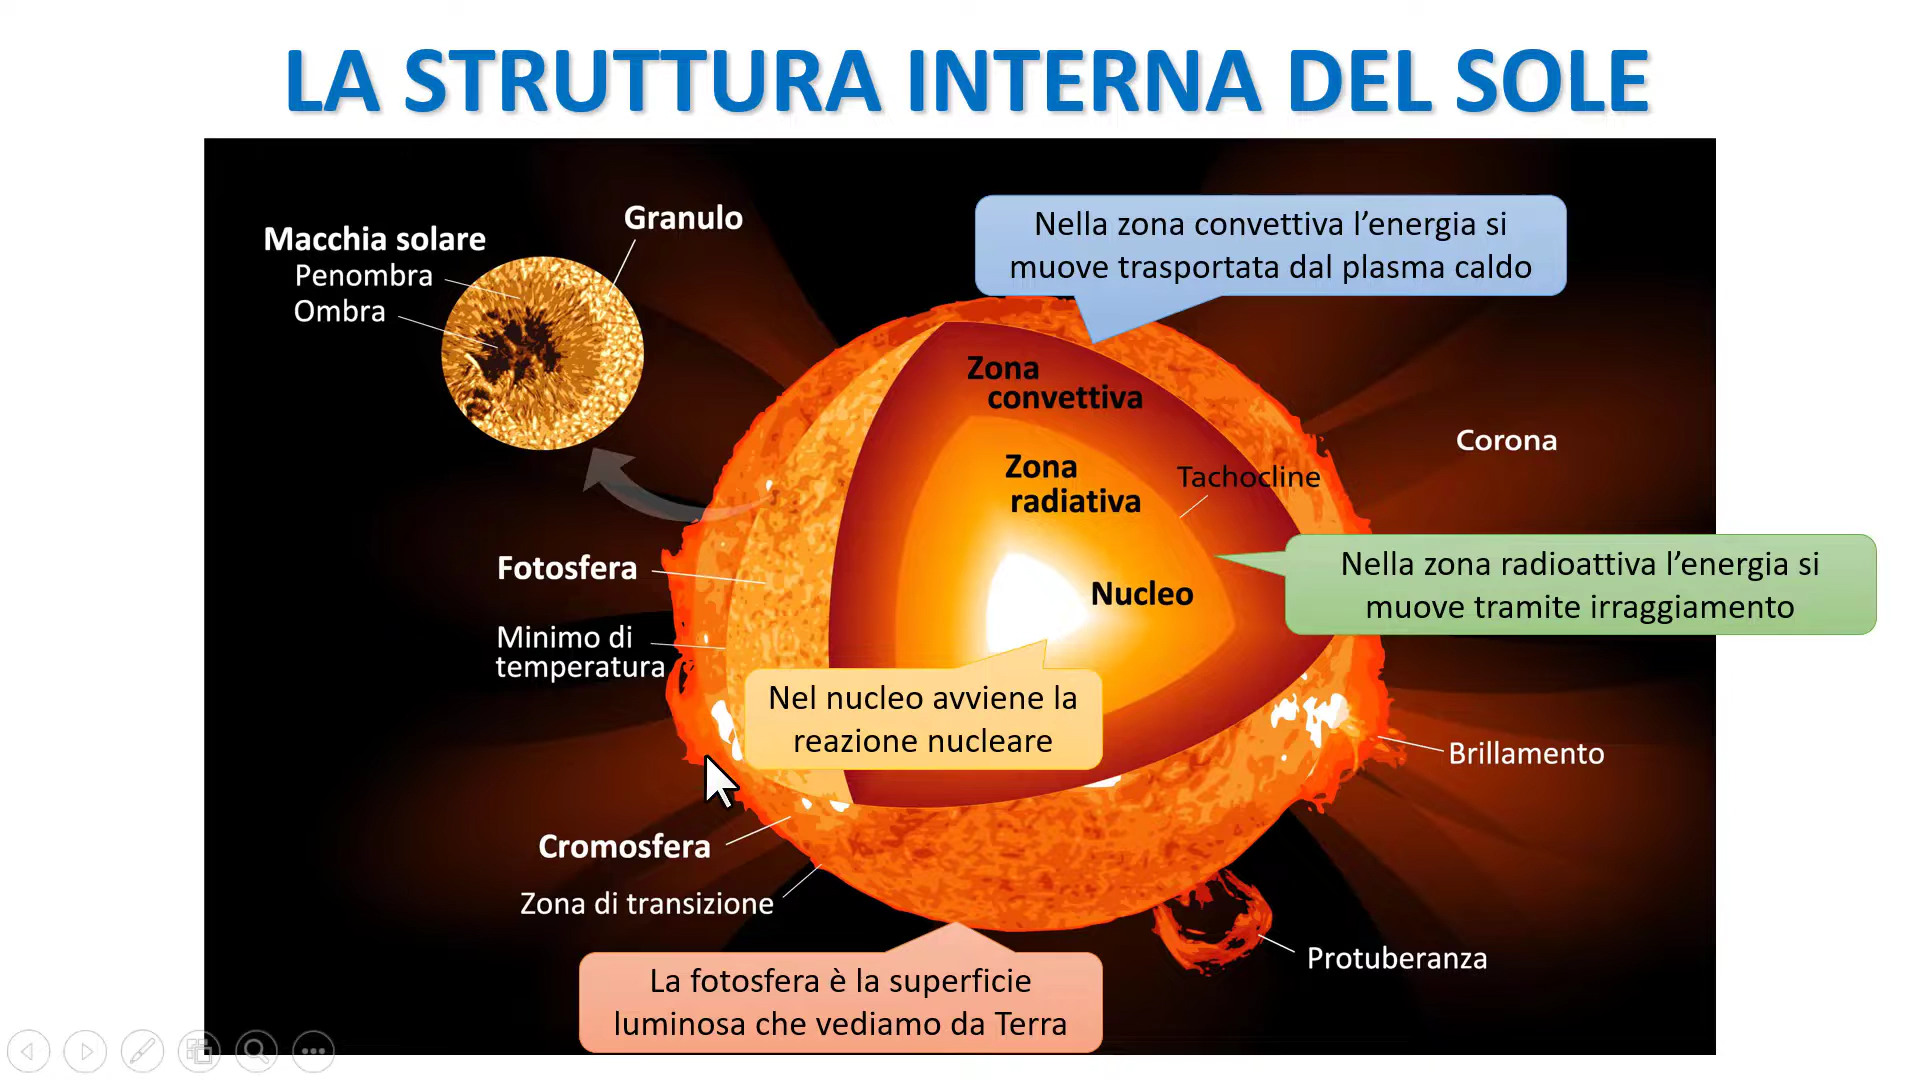 LA STRUTTURA INTERNA DEL SOLE
Granulo
Macchia solare
Penombra
Ombra
Nella zona convettiva l’energia si
muove trasportata dal plasma caldo
Zona
convettiva
Corona
Zona
radiativa
Tachocline
Fotosfera
Nucleo
Nella zona radioattiva l’energia si
muove tramite irraggiamento
Minimo di
temperatura
Nel nucleo avviene la
reazione nucleare
Brillamento
Cromosfera
Zona di transizione
Protuberanza
La fotosfera è la superficie
luminosa che vediamo da Terra